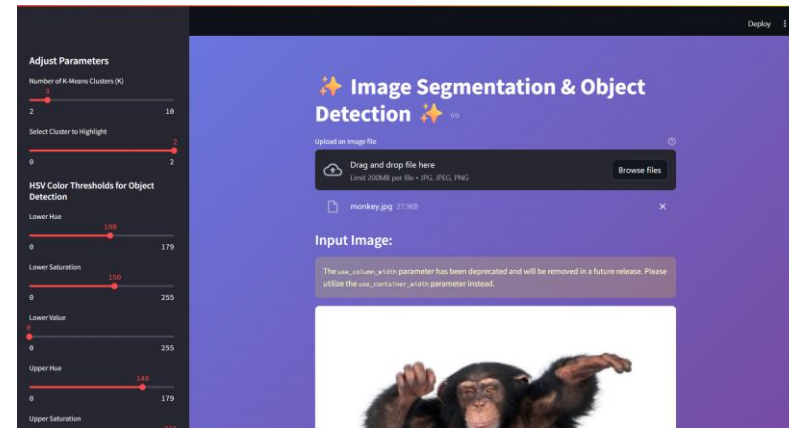 Deploy
Adjust Parameters
Number of K-Means Clusters (K)
3
2 10
Select Cluster to Highlight
2
0 2
HSV Color Thresholds for Object
Detection
Lower Hue
100
0 179
Lower Saturation
150
0 255
Lower Value
0
0 255
Upper Hue
140
0 179
Upper Saturation
✨ Image Segmentation & Object
Detection ✨
Upload an image file
Drag and drop file here
Limit 200MB per file • JPG, JPEG, PNG
Browse files
monkey.jpg 27.9KB
Input Image:
The use_column_width parameter has been deprecated and will be removed in a future release. Please
utilize the use_container_width parameter instead.